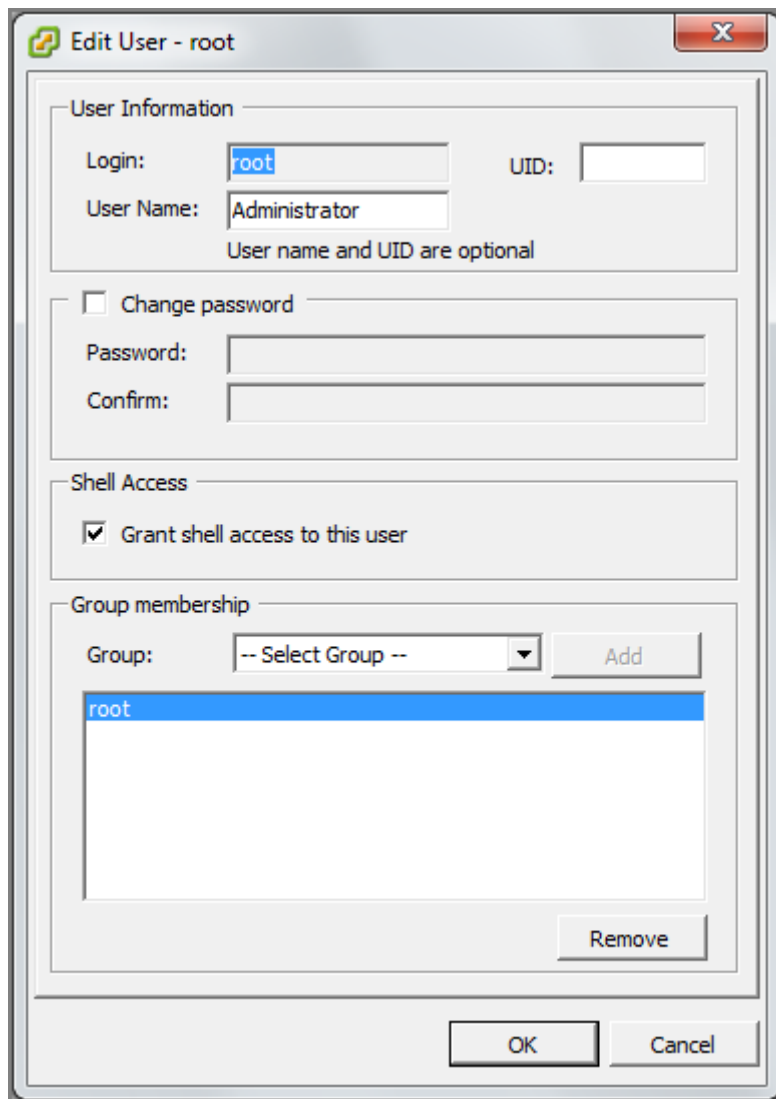 Edit User - root
User Information
Login: root UID:
User Name: Administrator
User name and UID are optional
Change password
Password:
Confirm:
Shell Access
Grant shell access to this user
Group membership
Group: -- Select Group -- Add
root
Remove
OK Cancel